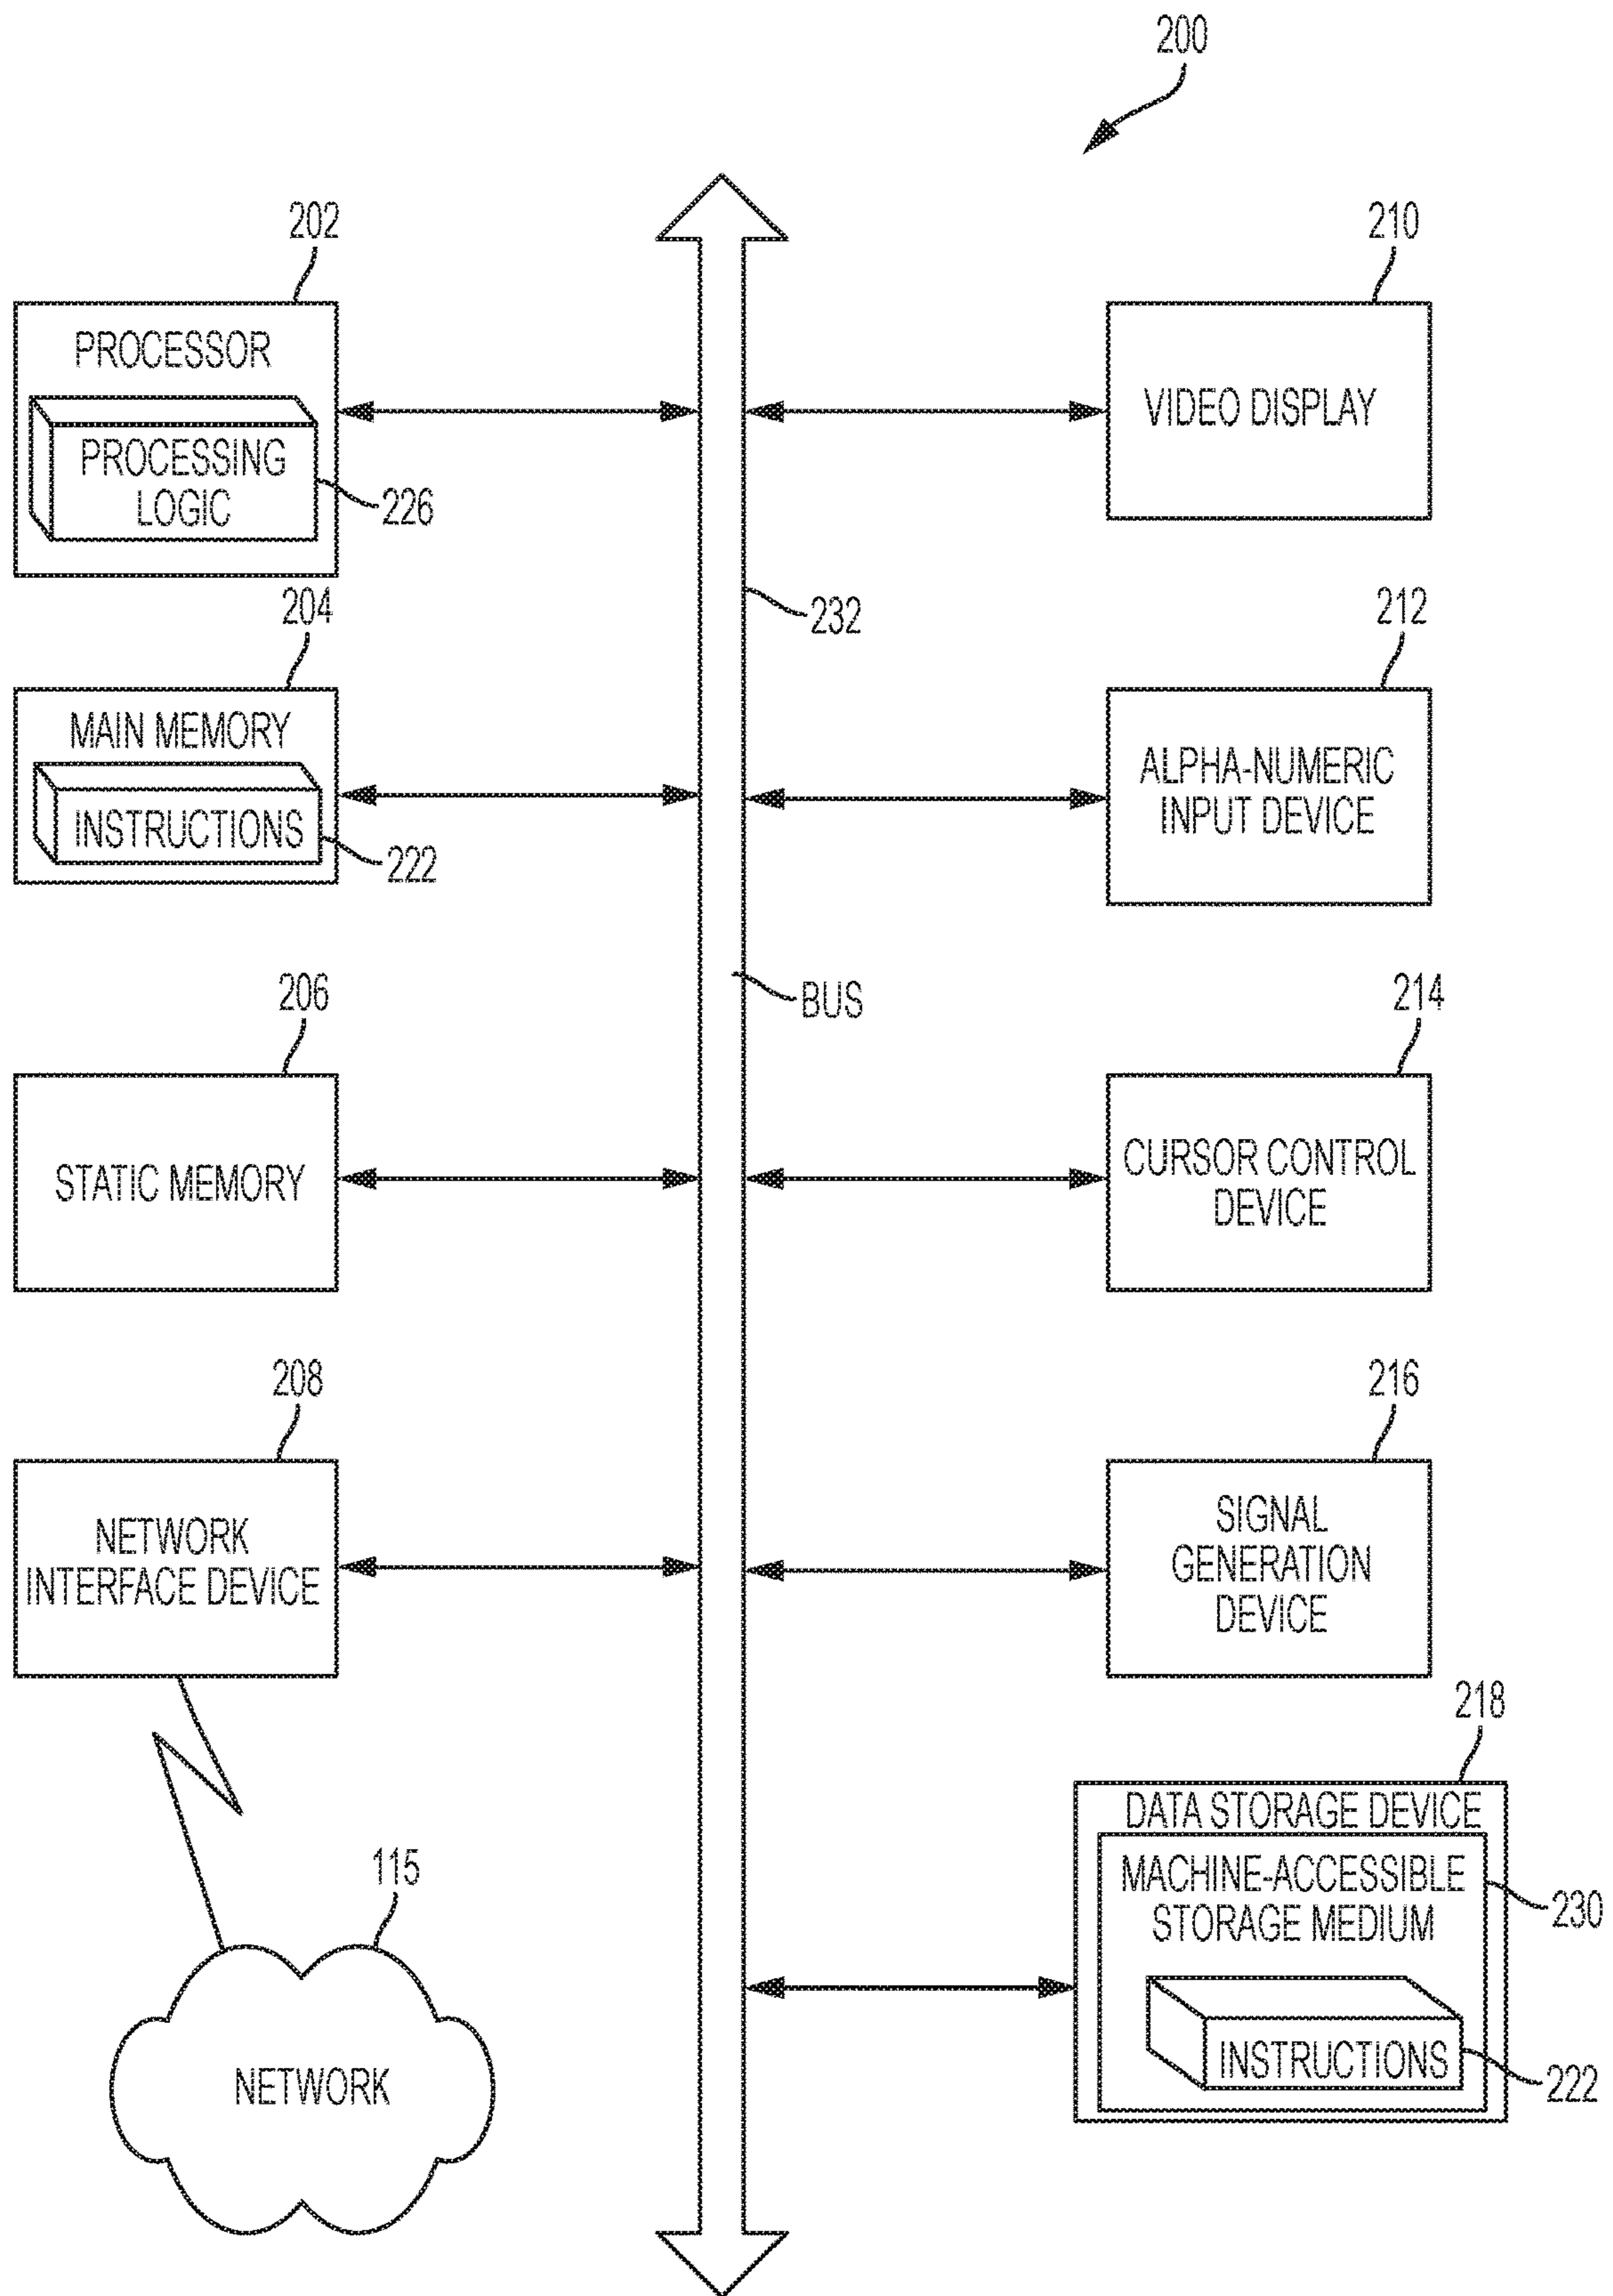 200
202
PROCESSOR
PROCESSING
LOGIC
226
204
MAIN MEMORY
INSTRUCTIONS
222
206
STATIC MEMORY
208
NETWORK
INTERFACE DEVICE
115
NETWORK
232
BUS
210
VIDEO DISPLAY
212
ALPHA-NUMERIC
INPUT DEVICE
214
CURSOR CONTROL
DEVICE
216
SIGNAL
GENERATION
DEVICE
218
DATA STORAGE DEVICE
MACHINE-ACCESSIBLE
STORAGE MEDIUM
230
INSTRUCTIONS
222